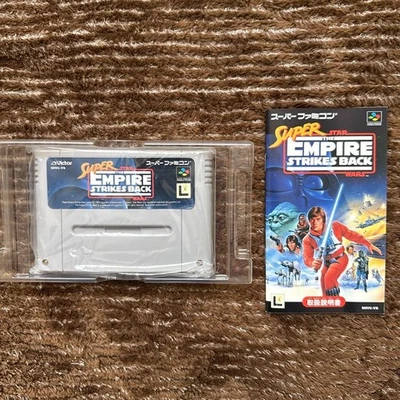 Victor
スーパーファミコン
SUPER STAR
THE
EMPIRE
STRIKES BACK
WARS
スーパーファミコン
SUPER STAR
THE
EMPIRE
STRIKES BACK
WARS
取扱説明書